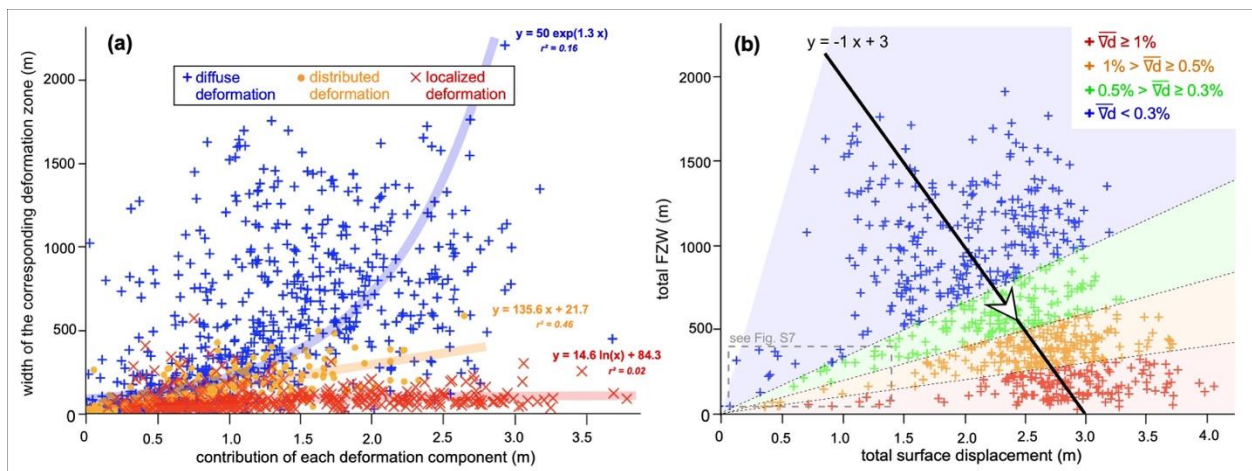 (a)
y = 50 exp(1.3 x)
r² = 0.16
+ diffuse deformation
• distributed deformation
× localized deformation
y = 135.6 x + 21.7
r² = 0.46
y = 14.6 ln(x) + 84.3
r² = 0.02
width of the corresponding deformation zone (m)
2000
1500
1000
500
0
0 0.5 1.0 1.5 2.0 2.5 3.0 3.5
contribution of each deformation component (m)
(b)
y = -1 x + 3
+ ∇d ≥ 1%
+ 1% > ∇d ≥ 0.5%
+ 0.5% > ∇d ≥ 0.3%
+ ∇d < 0.3%
see Fig. S7
total FZW (m)
2000
1500
1000
500
0
0 0.5 1.0 1.5 2.0 2.5 3.0 3.5 4.0
total surface displacement (m)